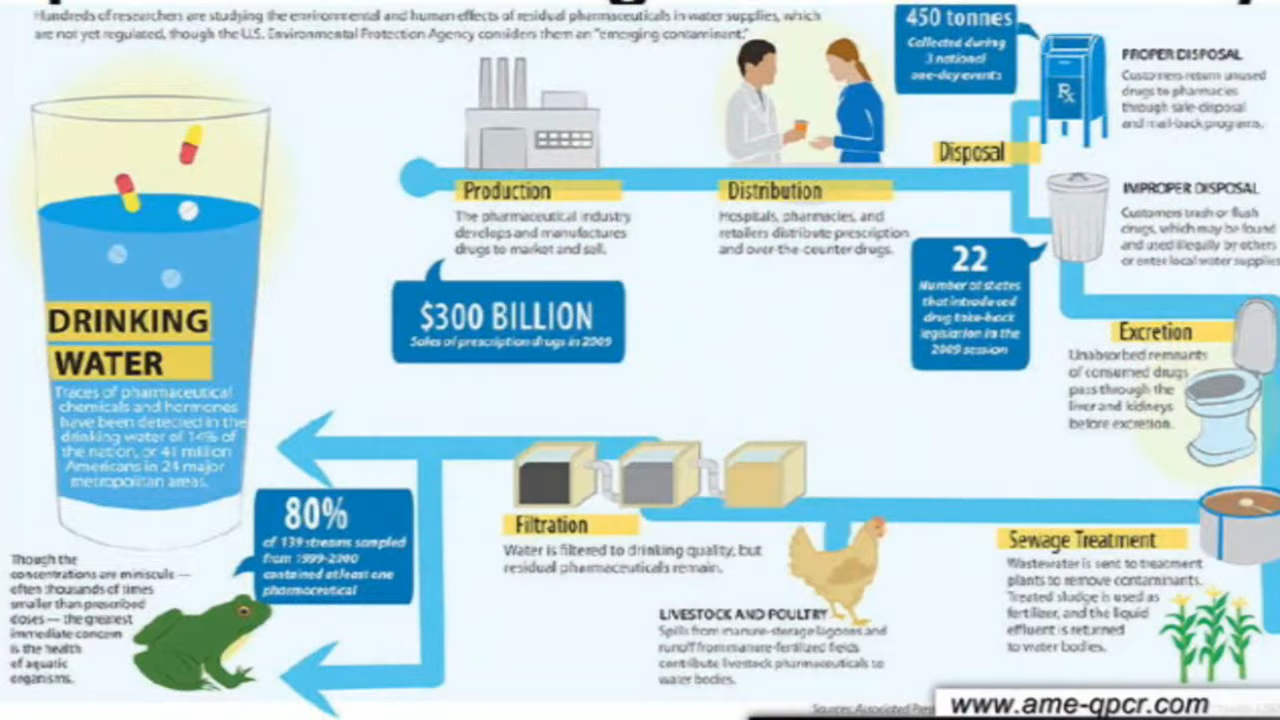 Hundreds of researchers are studying the environmental and human effects of residual pharmaceuticals in water supplies, which
are not yet regulated, though the U.S. Environmental Protection Agency considers them an "emerging contaminant."
450 tonnes
Collected during
3 national
one-day events
PROPER DISPOSAL
Customers return unused
drugs to pharmacies
through safe-disposal
and mail-back programs.
Rx
Disposal
Production
The pharmaceutical industry
develops and manufactures
drugs to market and sell.
Distribution
Hospitals, pharmacies, and
retailers distribute prescription
and over-the-counter drugs.
IMPROPER DISPOSAL
Customers trash or flush
drugs, which may be found
and used illegally by others
or enter local water supplies
$300 BILLION
Sales of prescription drugs in 2009
22
Number of states
that introduced
drug take-back
legislation in the
2009 session
Excretion
Unabsorbed remnants
of consumed drugs
pass through the
liver and kidneys
before excretion.
DRINKING
WATER
Traces of pharmaceutical
chemicals and hormones
have been detected in the
drinking water of 14% of
the nation, or 41 million
Americans in 24 major
metropolitan areas.
80%
of 139 streams sampled
from 1999-2000
contained at least one
pharmaceutical
Filtration
Water is filtered to drinking quality, but
residual pharmaceuticals remain.
Sewage Treatment
Wastewater is sent to treatment
plants to remove contaminants.
Treated sludge is used as
fertilizer, and the liquid
effluent is returned
to water bodies.
Though the
concentrations are miniscule —
often thousands of times
smaller than prescribed
doses — the greatest
immediate concern
is the health
of aquatic
organisms.
LIVESTOCK AND POULTRY
Spills from manure-storage lagoons and
runoff from manure-fertilized fields
contribute livestock pharmaceuticals to
water bodies.
Sources: Associated
www.ame-qpcr.com